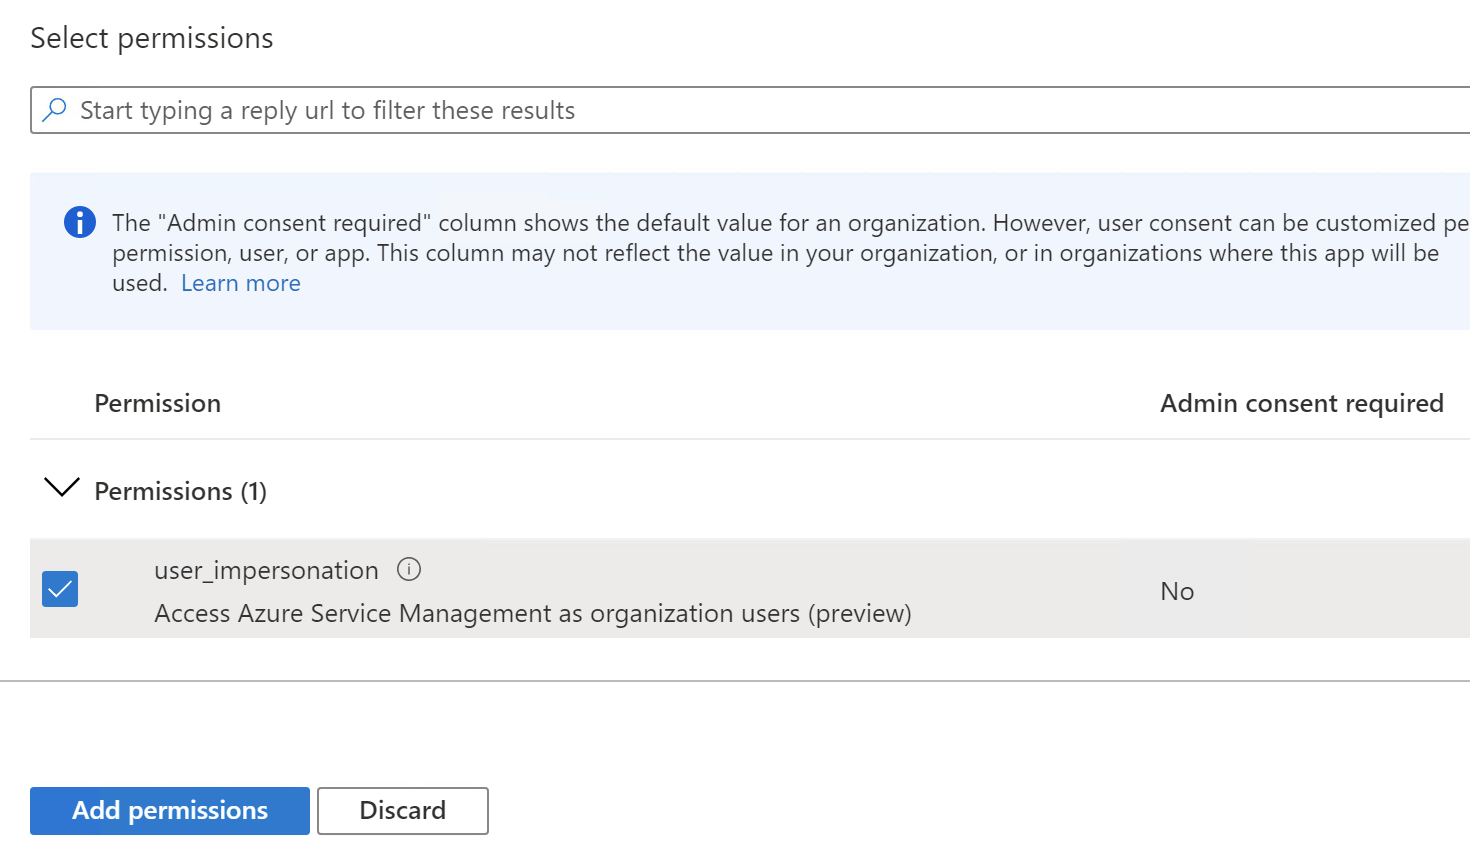 Select permissions
Start typing a reply url to filter these results
The "Admin consent required" column shows the default value for an organization. However, user consent can be customized pe
permission, user, or app. This column may not reflect the value in your organization, or in organizations where this app will be
used. Learn more
Permission Admin consent required
Permissions (1)
user_impersonation
Access Azure Service Management as organization users (preview) No
Add permissions Discard